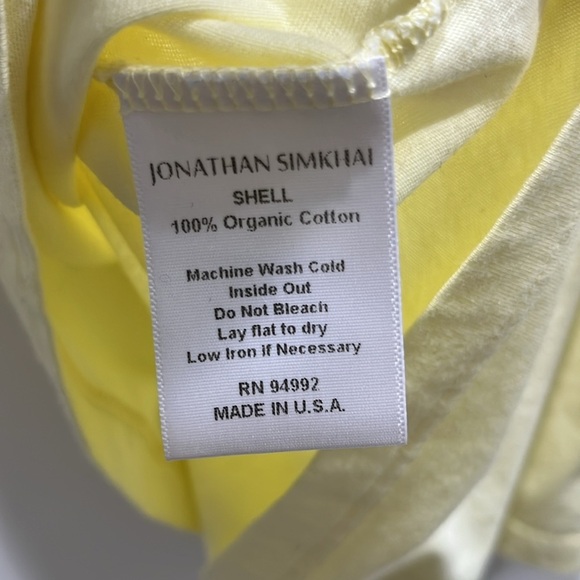 JONATHAN SIMKHAI
SHELL
100% Organic Cotton
Machine Wash Cold
Inside Out
Do Not Bleach
Lay flat to dry
Low Iron if Necessary
RN 94992
MADE IN U.S.A.